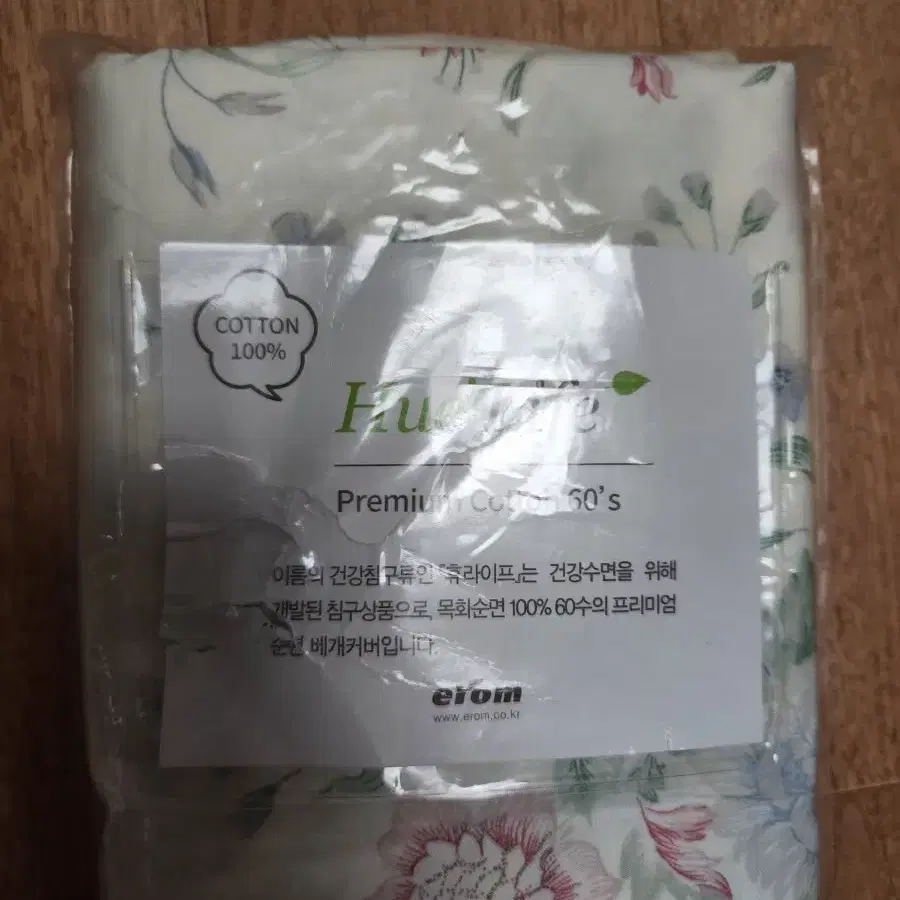 COTTON
100%
Premium Cotton 60's
이롬의 건강침구류인 「휴라이프」는 건강수면을 위해
개발된 침구상품으로, 목화순면 100% 60수의 프리미엄
순면 베개커버입니다.
erom
www.erom.co.kr